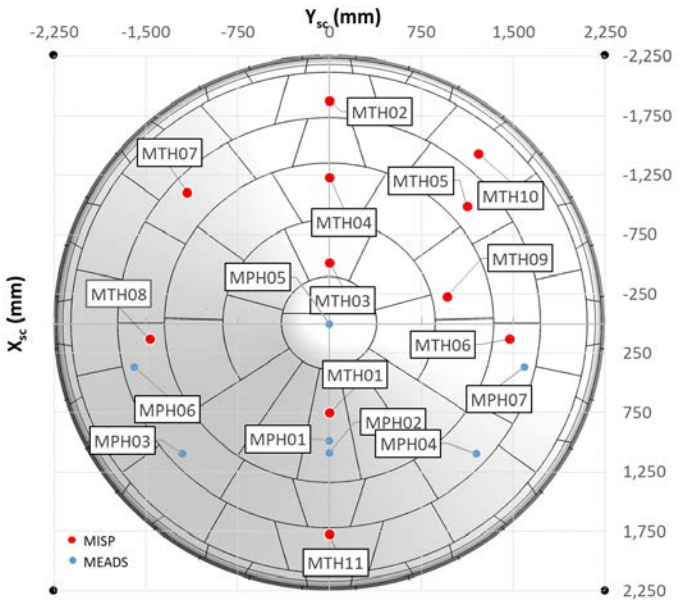 Ysc (mm)
-2,250 -1,500 -750 0 750 1,500 2,250
-2,250
MTH02
-1,750
MTH07
MTH05
-1,250
MTH10
MTH04
-750
MTH09
MPH05
Xsc (mm)
MTH08
MTH03
-250
MTH06
250
MTH01
MPH06
MPH07
750
MPH03
MPH01
MPH02
MPH04
1,250
MISP
1,750
MEADS
MTH11
2,250